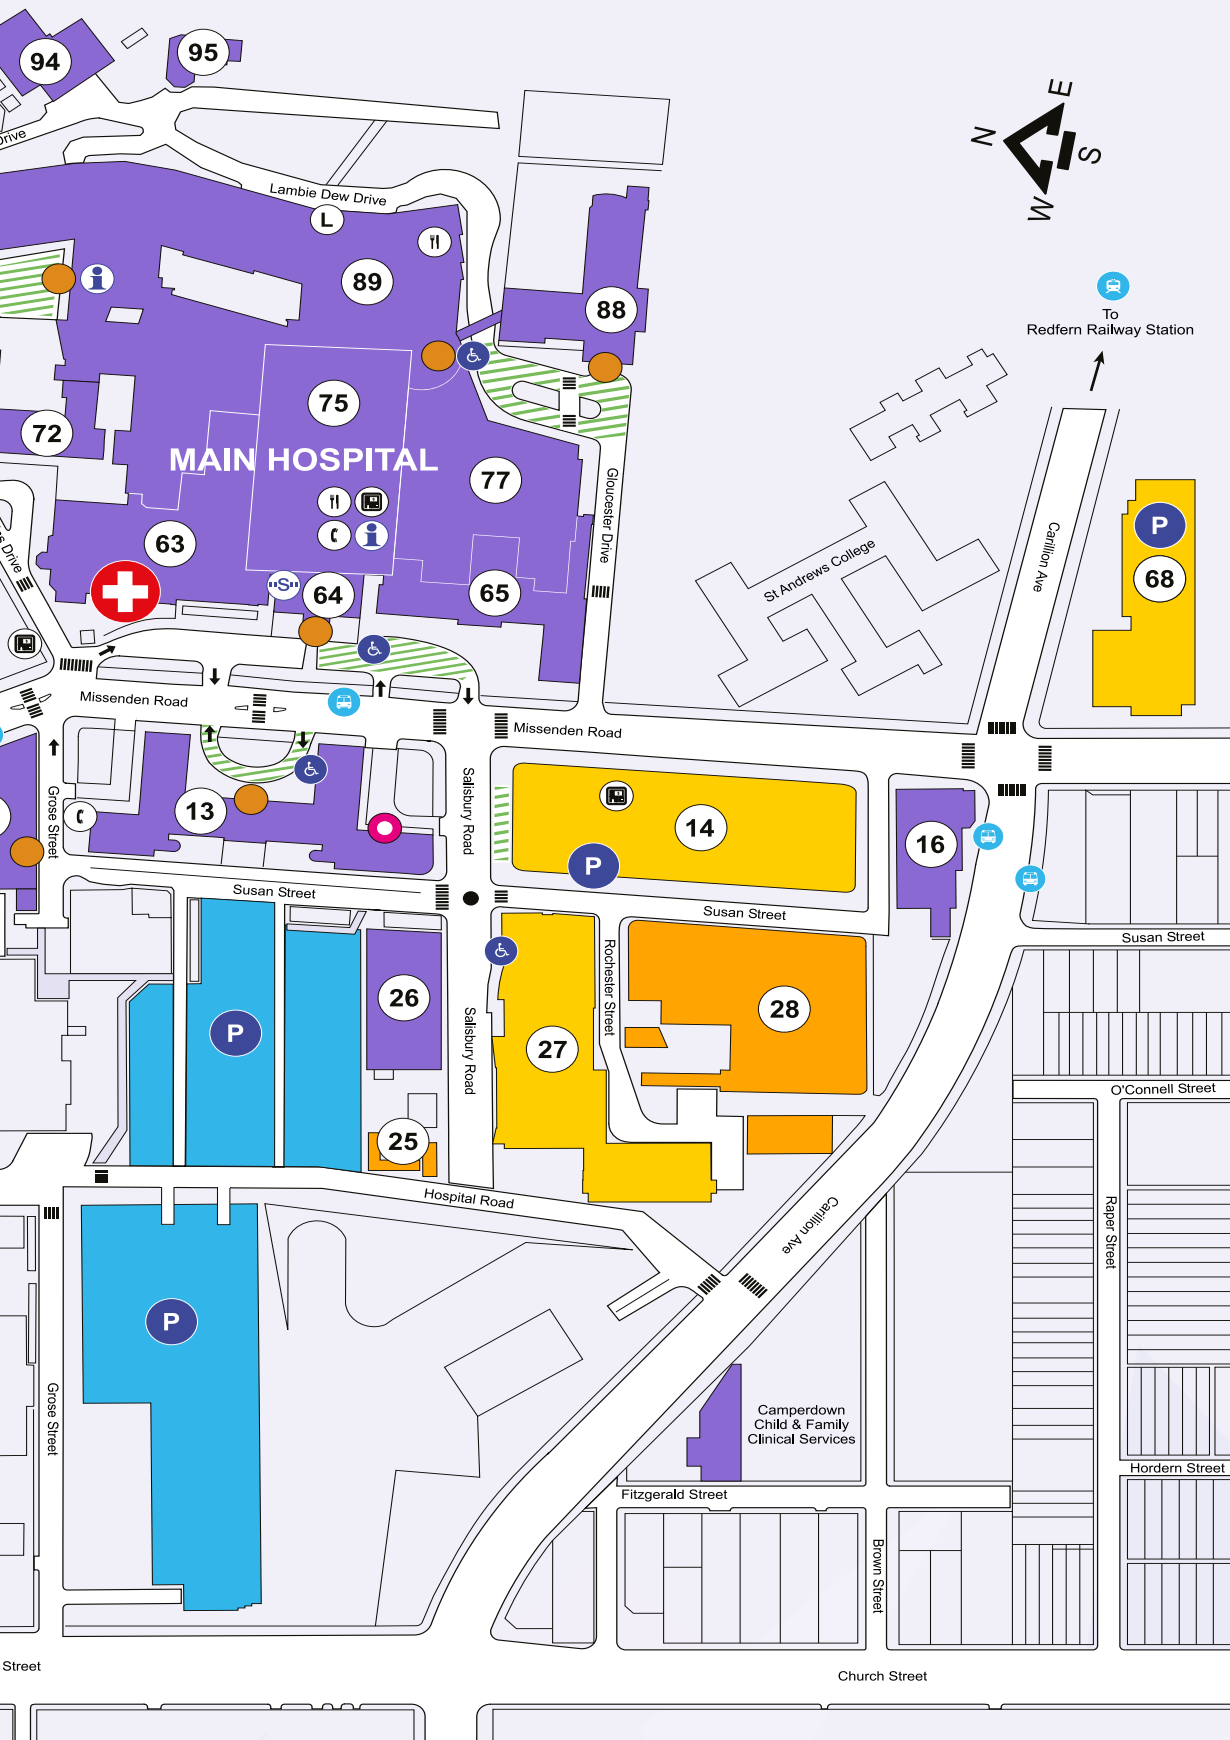 94
95
Drive
E
N
S
W
Lambie Dew Drive
L
i
89
88
To
Redfern Railway Station
75
72
MAIN HOSPITAL
77
Gloucester Drive
63
i
P
Carillion Ave
St Andrews College
68
's Drive
S
64
65
Missenden Road
Missenden Road
Grose Street
13
Salisbury Road
14
P
16
Susan Street
Susan Street
Susan Street
Rochester Street
26
28
P
Salisbury Road
27
O'Connell Street
25
Hospital Road
Carillion Ave
Raper Street
P
Grose Street
Camperdown
Child & Family
Clinical Services
Hordern Street
Fitzgerald Street
Brown Street
Street
Church Street